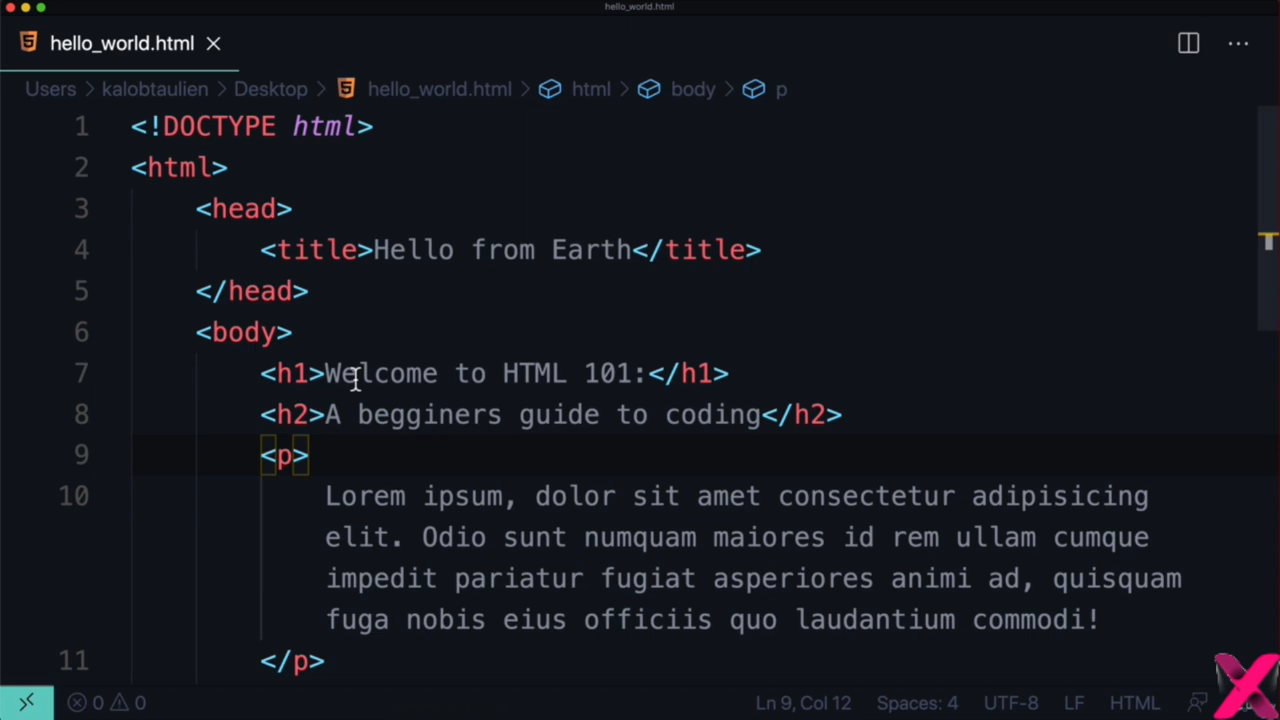 hello_world.html
hello_world.html
Users > kalobtaulien > Desktop > hello_world.html > html > body > p
1 <!DOCTYPE html>
2 <html>
3 <head>
4 <title>Hello from Earth</title>
5 </head>
6 <body>
7 <h1>Welcome to HTML 101:</h1>
8 <h2>A begginers guide to coding</h2>
9 <p>
10 Lorem ipsum, dolor sit amet consectetur adipisicing
elit. Odio sunt numquam maiores id rem ullam cumque
impedit pariatur fugiat asperiores animi ad, quisquam
fuga nobis eius officiis quo laudantium commodi!
11 </p>
0 0 Ln 9, Col 12 Spaces: 4 UTF-8 LF HTML